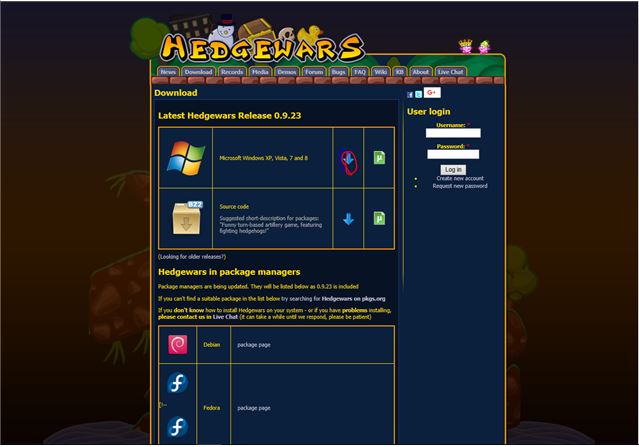 HEDGEWARS
News Download Records Media Demos Forum Bugs FAQ Wiki KB About Live Chat
Download
Latest Hedgewars Release 0.9.23
Microsoft Windows XP, Vista, 7 and 8
BZ2
Source code
Suggested short-description for packages:
"Funny turn-based artillery game, featuring
fighting hedgehogs!"
(Looking for older releases?)
Hedgewars in package managers
Package managers are being updated. They will be listed below as 0.9.23 is included
If you can't find a suitable package in the list below try searching for Hedgewars on pkgs.org
If you don't know how to install Hedgewars on your system - or if you have problems installing,
please contact us in Live Chat (it can take a while until we respond, please be patient)
Debian package page
[!--
Fedora package page
G+
User login
Username: *
Password: *
Log in
Create new account
Request new password